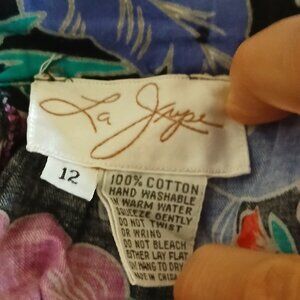 La Jupe
12
100% COTTON
HAND WASHABLE
IN WARM WATER
SQUEEZE GENTLY
DO NOT TWIST
OR WRING
DO NOT BLEACH
EITHER LAY FLAT
OR HANG TO DRY
MADE IN CHINA